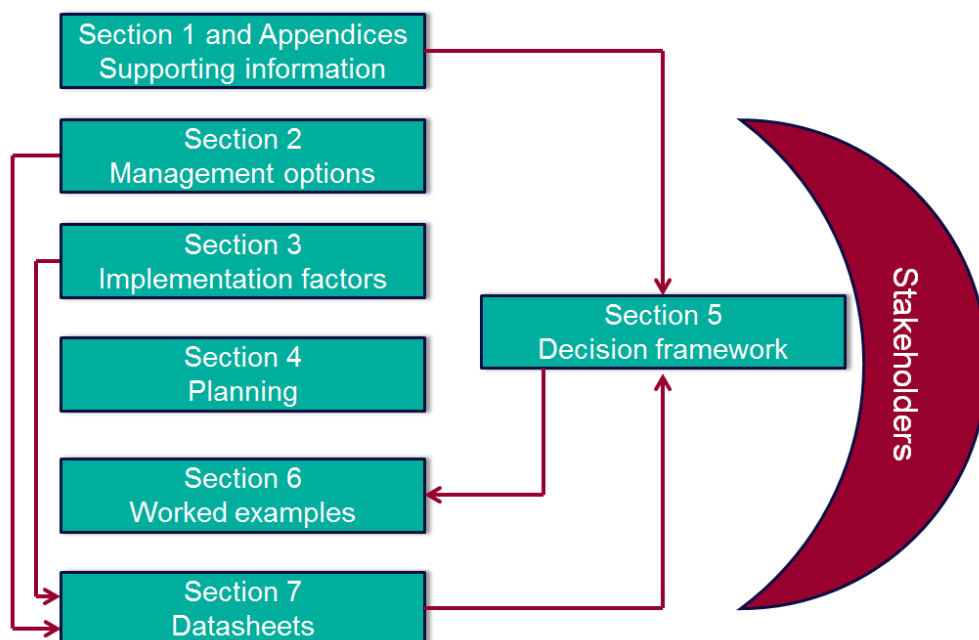 Section 1 and Appendices
Supporting information
Section 2
Management options
Section 3
Implementation factors
Section 4
Planning
Section 5
Decision framework
Section 6
Worked examples
Section 7
Datasheets
Stakeholders